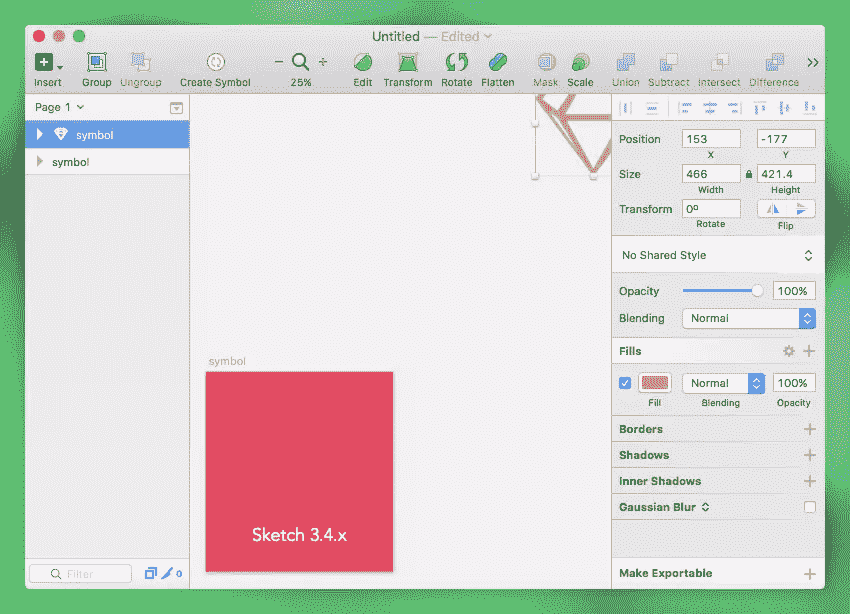 Untitled — Edited
Insert Group Ungroup Create Symbol 25% Edit Transform Rotate Flatten Mask Scale Union Subtract Intersect Difference
Page 1
symbol
symbol
Filter
0
symbol
Sketch 3.4.x
Position 153 -177
X Y
Size 466 421.4
Width Height
Transform 0º
Rotate Flip
No Shared Style
Opacity 100%
Blending Normal
Fills
Normal 100%
Fill Blending Opacity
Borders
Shadows
Inner Shadows
Gaussian Blur
Make Exportable